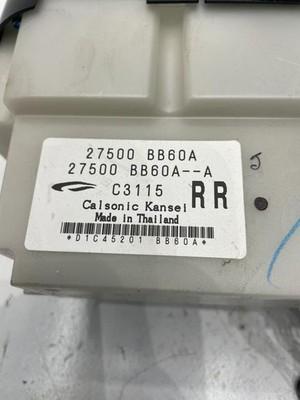 27500 BB60A
27500 BB60A--A
C3115 RR
Calsonic Kansei
Made in Thailand
*D1C45201 BB60A*